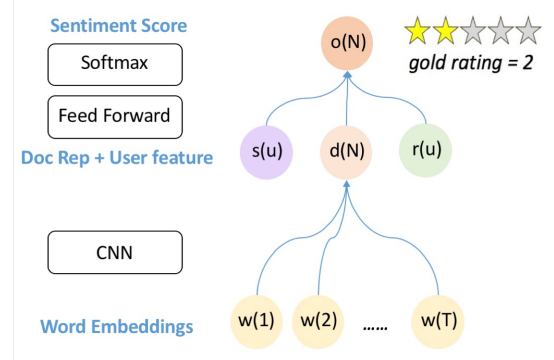 Sentiment Score
Softmax
Feed Forward
Doc Rep + User feature
CNN
Word Embeddings
o(N)
gold rating = 2
s(u)
d(N)
r(u)
w(1)
w(2)
......
w(T)